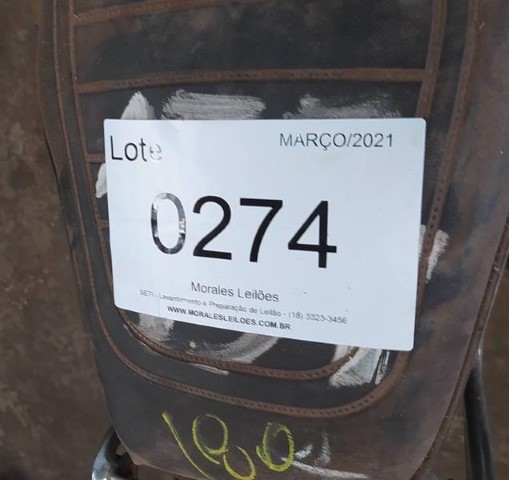 Lote
MARÇO/2021
0274
Morales Leilões
SETI - Levantamento e Preparação de Leilão - (18) 3323-3456
WWW.MORALESLEILOES.COM.BR